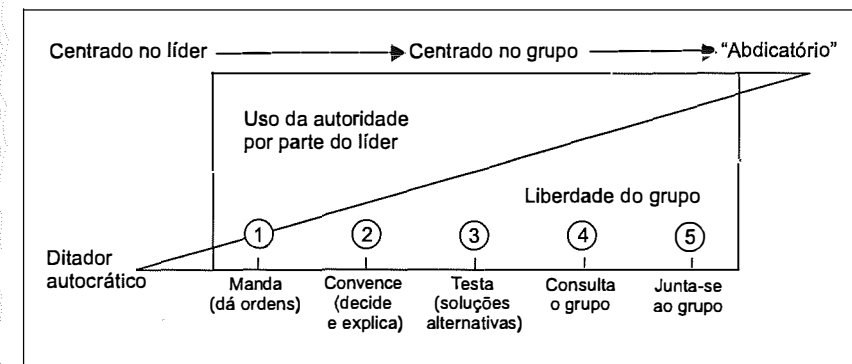 Centrado no líder Centrado no grupo "Abdicatório"
Uso da autoridade
por parte do líder
Liberdade do grupo
1 2 3 4 5
Ditador
autocrático
Manda
(dá ordens)
Convence
(decide
e explica)
Testa
(soluções
alternativas)
Consulta
o grupo
Junta-se
ao grupo